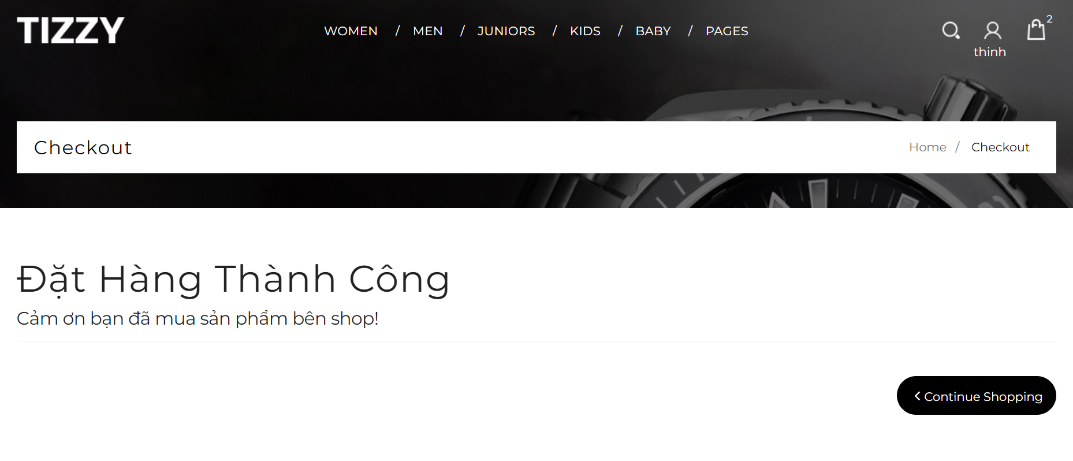 TIZZY
WOMEN / MEN / JUNIORS / KIDS / BABY / PAGES
2
thinh
Checkout
Home / Checkout
Đặt Hàng Thành Công
Cảm ơn bạn đã mua sản phẩm bên shop!
Continue Shopping